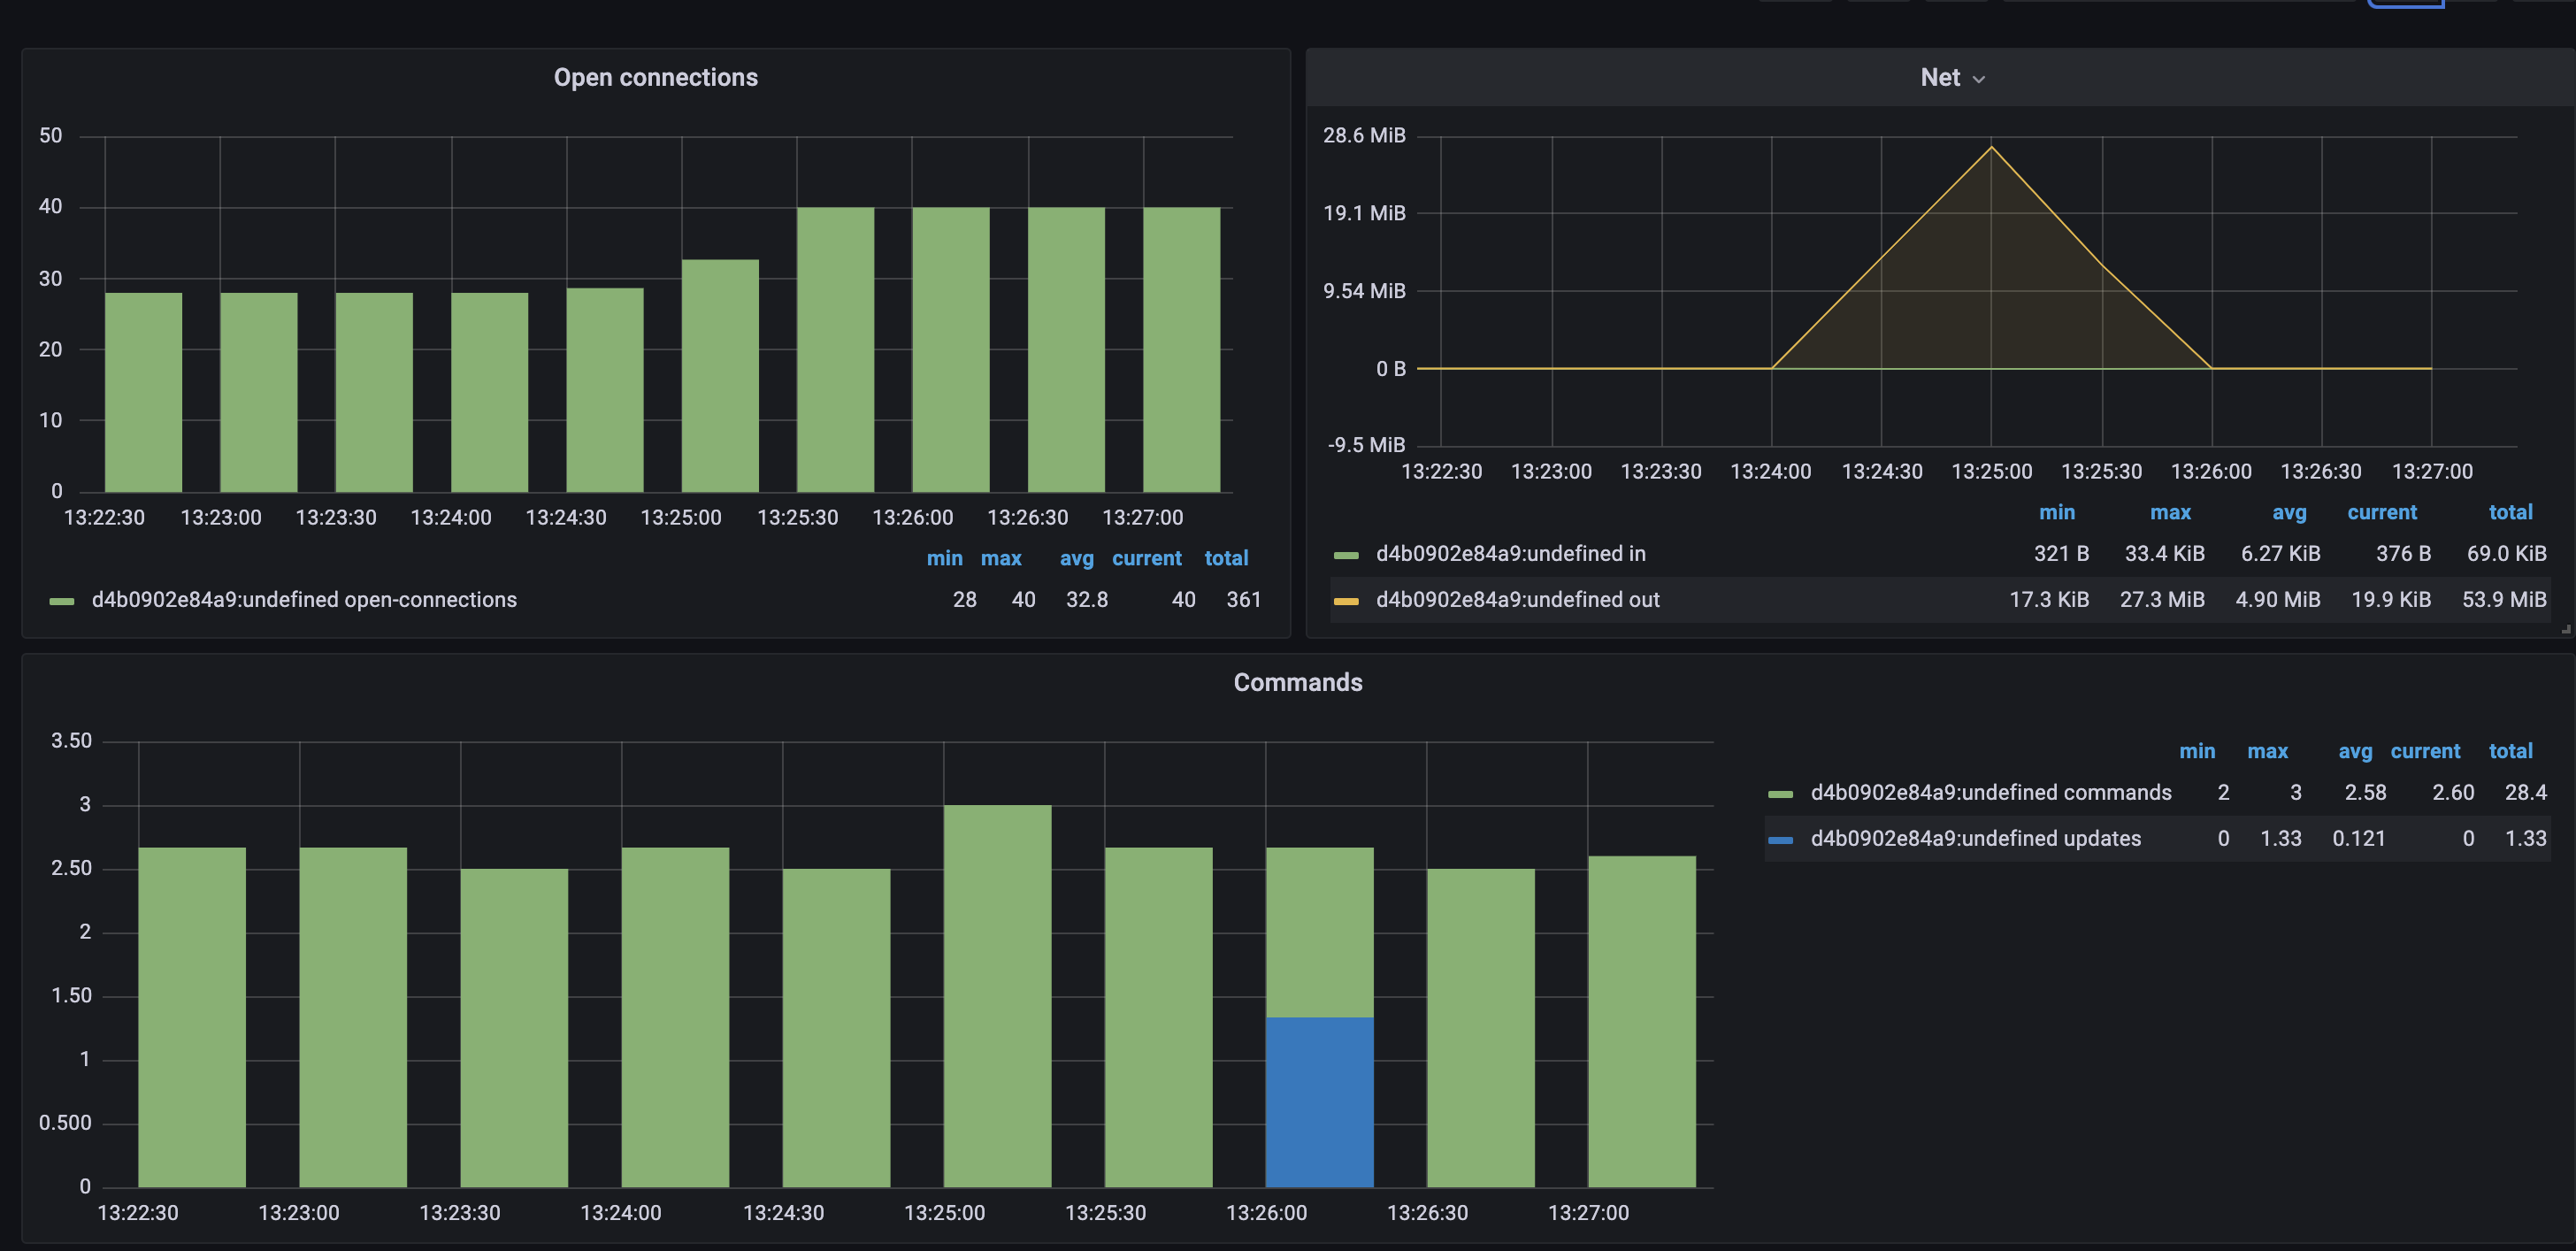 Open connections
50
40
30
20
10
0
13:22:30 13:23:00 13:23:30 13:24:00 13:24:30 13:25:00 13:25:30 13:26:00 13:26:30 13:27:00
min max avg current total
d4b0902e84a9:undefined open-connections 28 40 32.8 40 361
Net
28.6 MiB
19.1 MiB
9.54 MiB
0 B
-9.5 MiB
13:22:30 13:23:00 13:23:30 13:24:00 13:24:30 13:25:00 13:25:30 13:26:00 13:26:30 13:27:00
min max avg current total
d4b0902e84a9:undefined in 321 B 33.4 KiB 6.27 KiB 376 B 69.0 KiB
d4b0902e84a9:undefined out 17.3 KiB 27.3 MiB 4.90 MiB 19.9 KiB 53.9 MiB
Commands
3.50
3
2.50
2
1.50
1
0.500
0
13:22:30 13:23:00 13:23:30 13:24:00 13:24:30 13:25:00 13:25:30 13:26:00 13:26:30 13:27:00
min max avg current total
d4b0902e84a9:undefined commands 2 3 2.58 2.60 28.4
d4b0902e84a9:undefined updates 0 1.33 0.121 0 1.33